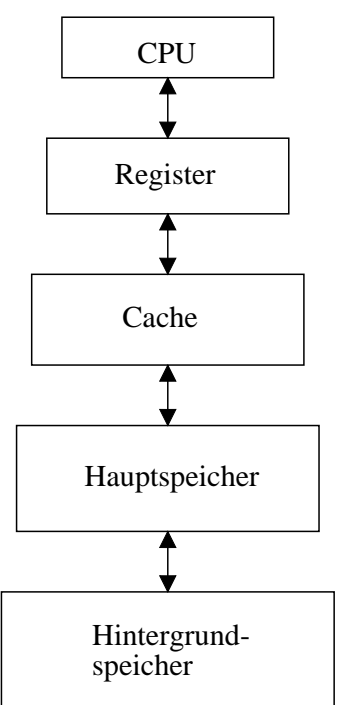 CPU
Register
Cache
Hauptspeicher
Hintergrund-
speicher